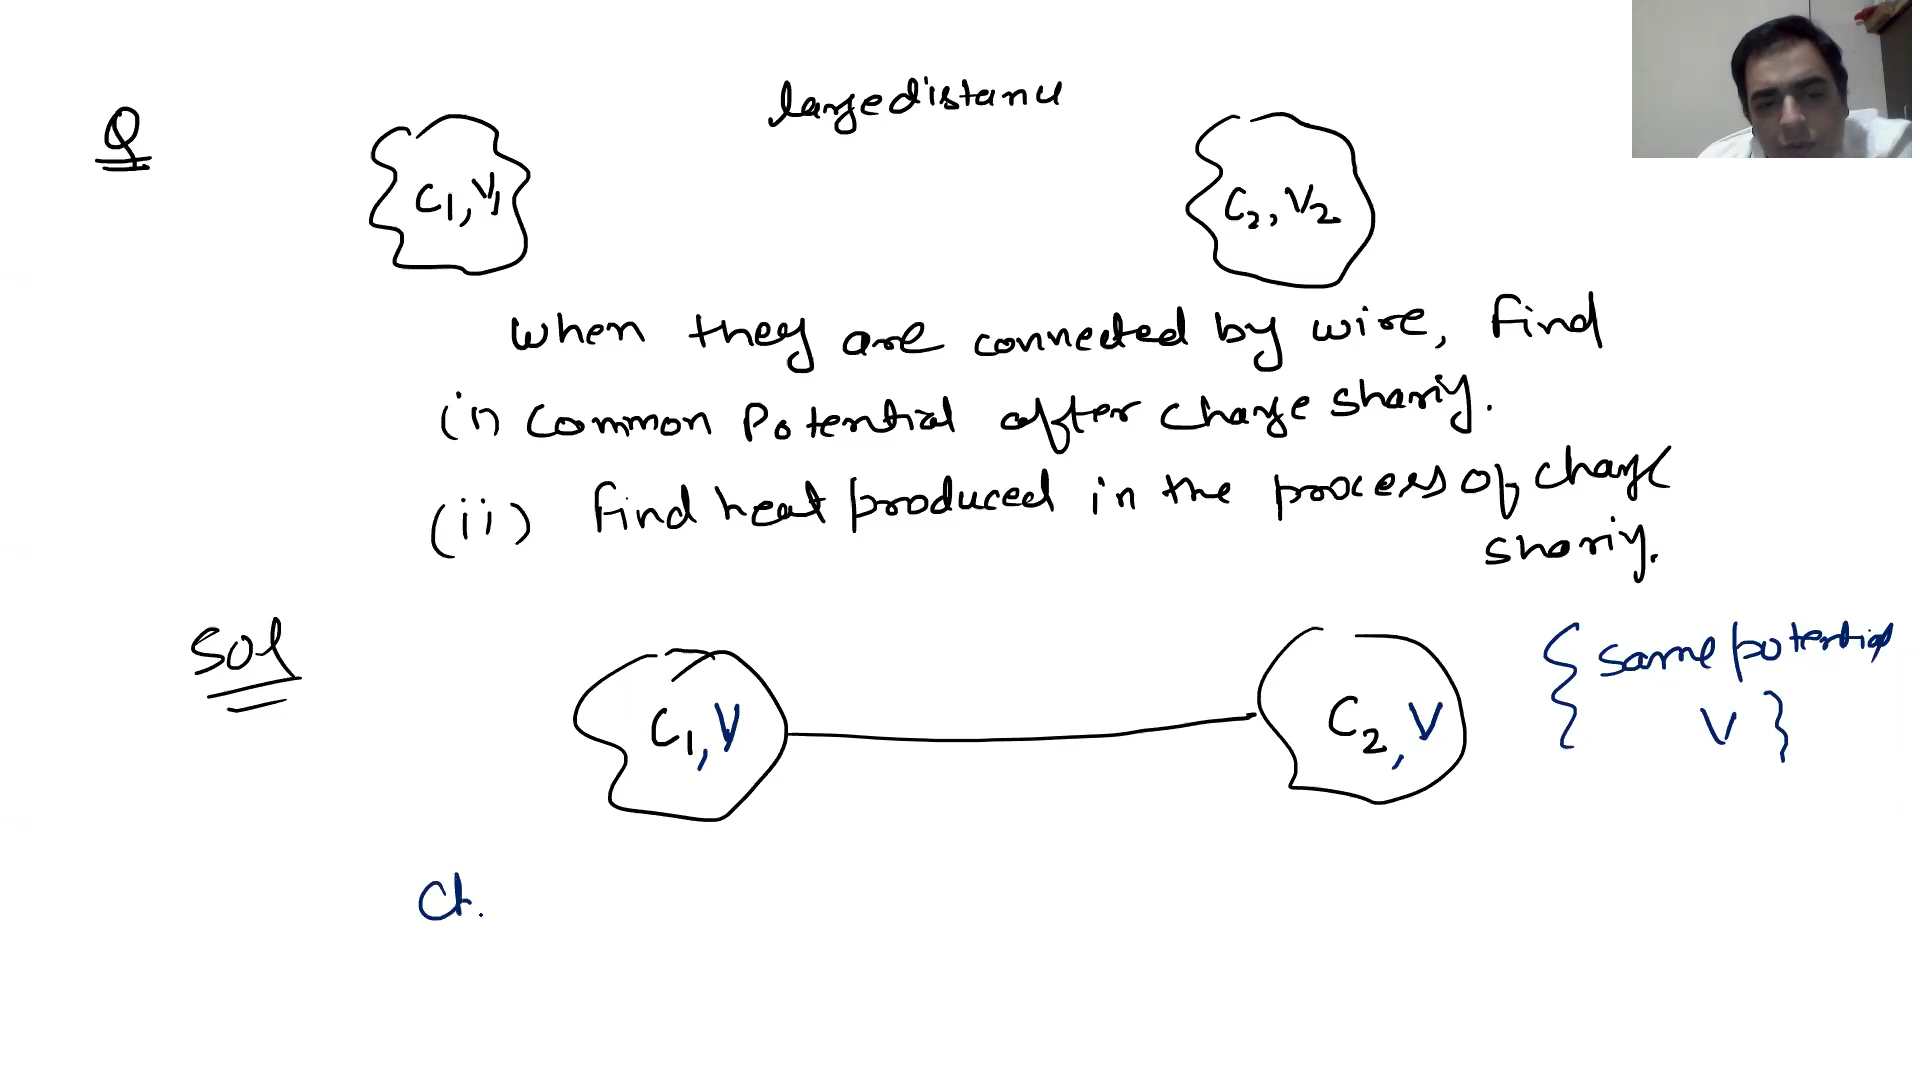 Q
large distance
C1, V1
C2, V2
When they are connected by wire, find
(i) Common Potential after charge sharing.
(ii) Find heat produced in the process of charge
sharing.
Sol
C1, V
C2, V
{ same potential
V }
Ch